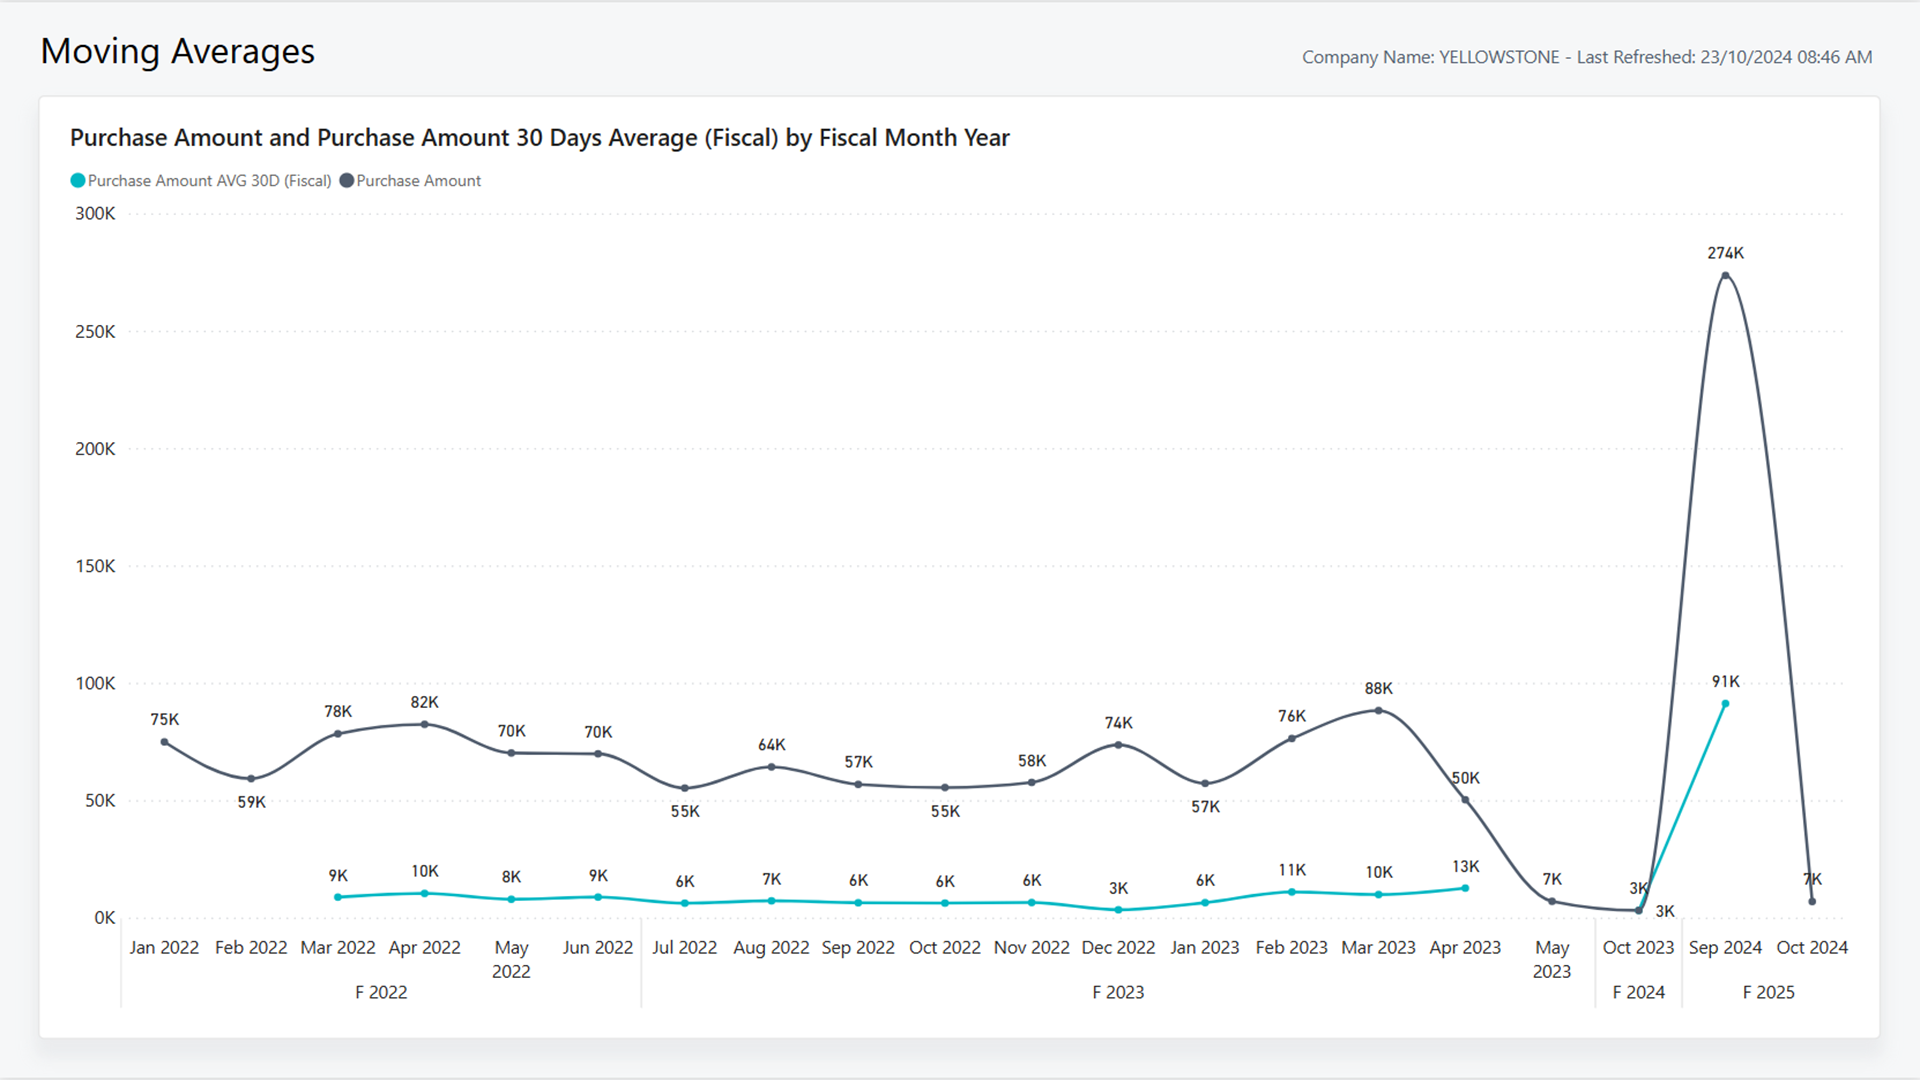 Moving Averages
Company Name: YELLOWSTONE - Last Refreshed: 23/10/2024 08:46 AM
Purchase Amount and Purchase Amount 30 Days Average (Fiscal) by Fiscal Month Year
Purchase Amount AVG 30D (Fiscal) Purchase Amount
300K
250K
200K
150K
100K
50K
0K
75K
59K
78K
82K
70K
70K
55K
64K
57K
55K
58K
74K
57K
76K
88K
50K
7K
3K
274K
7K
9K
10K
8K
9K
6K
7K
6K
6K
6K
3K
6K
11K
10K
13K
3K
91K
Jan 2022 Feb 2022 Mar 2022 Apr 2022 May 2022 Jun 2022 Jul 2022 Aug 2022 Sep 2022 Oct 2022 Nov 2022 Dec 2022 Jan 2023 Feb 2023 Mar 2023 Apr 2023 May 2023 Oct 2023 Sep 2024 Oct 2024
F 2022 F 2023 F 2024 F 2025